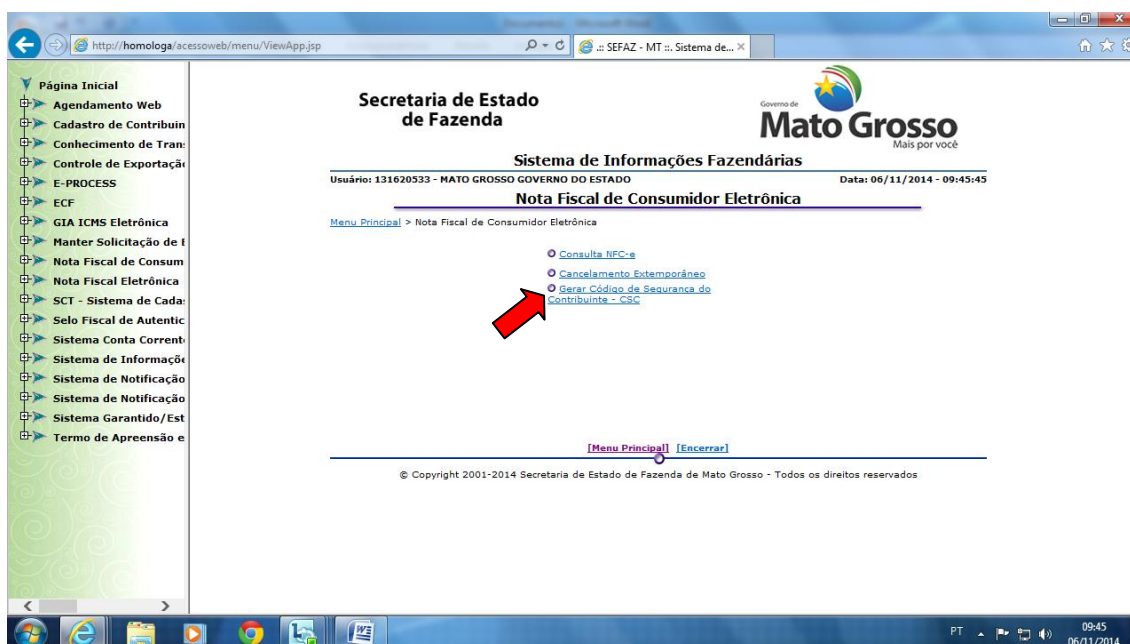 http://homologa/acessoweb/menu/ViewApp.jsp
.:: SEFAZ - MT ::. Sistema de...
Página Inicial
Agendamento Web
Cadastro de Contribuin
Conhecimento de Tran
Controle de Exportaçã
E-PROCESS
ECF
GIA ICMS Eletrônica
Manter Solicitação de
Nota Fiscal de Consum
Nota Fiscal Eletrônica
SCT - Sistema de Cada
Selo Fiscal de Autentic
Sistema Conta Corrent
Sistema de Informaçõe
Sistema de Notificação
Sistema de Notificação
Sistema Garantido/Est
Termo de Apreensão e
Secretaria de Estado
de Fazenda
Governo de
Mato Grosso
Mais por você
Sistema de Informações Fazendárias
Usuário: 131620533 - MATO GROSSO GOVERNO DO ESTADO Data: 06/11/2014 - 09:45:45
Nota Fiscal de Consumidor Eletrônica
Menu Principal > Nota Fiscal de Consumidor Eletrônica
Consulta NFC-e
Cancelamento Extemporâneo
Gerar Código de Segurança do
Contribuinte - CSC
[Menu Principal] [Encerrar]
© Copyright 2001-2014 Secretaria de Estado de Fazenda de Mato Grosso - Todos os direitos reservados
PT
09:45
06/11/2014